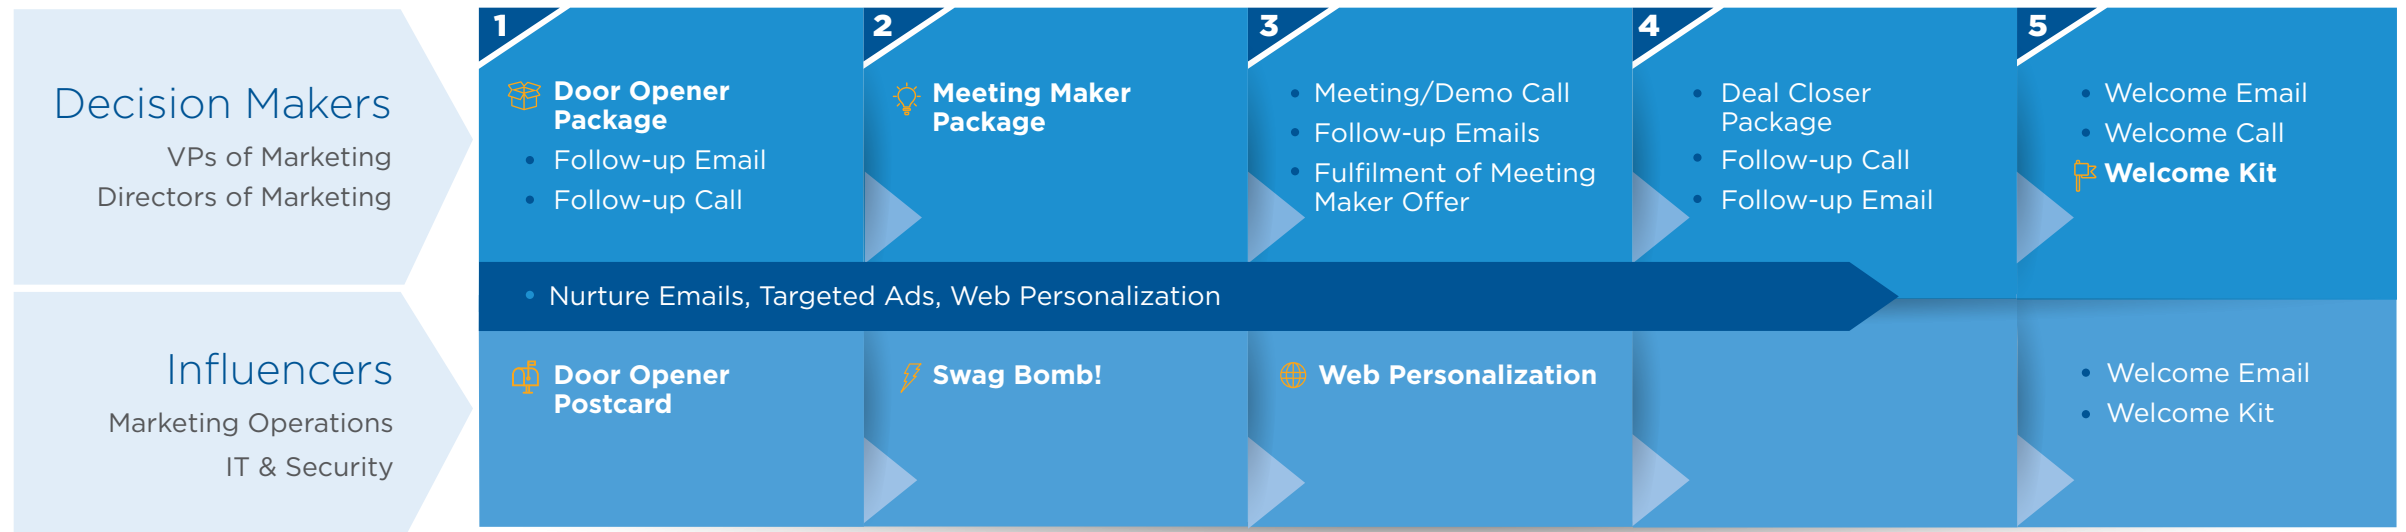 Decision Makers
VPs of Marketing
Directors of Marketing
1
Door Opener
Package
• Follow-up Email
• Follow-up Call
2
Meeting Maker
Package
3
• Meeting/Demo Call
• Follow-up Emails
• Fulfilment of Meeting
Maker Offer
4
• Deal Closer
Package
• Follow-up Call
• Follow-up Email
5
• Welcome Email
• Welcome Call
Welcome Kit
• Nurture Emails, Targeted Ads, Web Personalization
Influencers
Marketing Operations
IT & Security
Door Opener
Postcard
Swag Bomb!
Web Personalization
• Welcome Email
• Welcome Kit